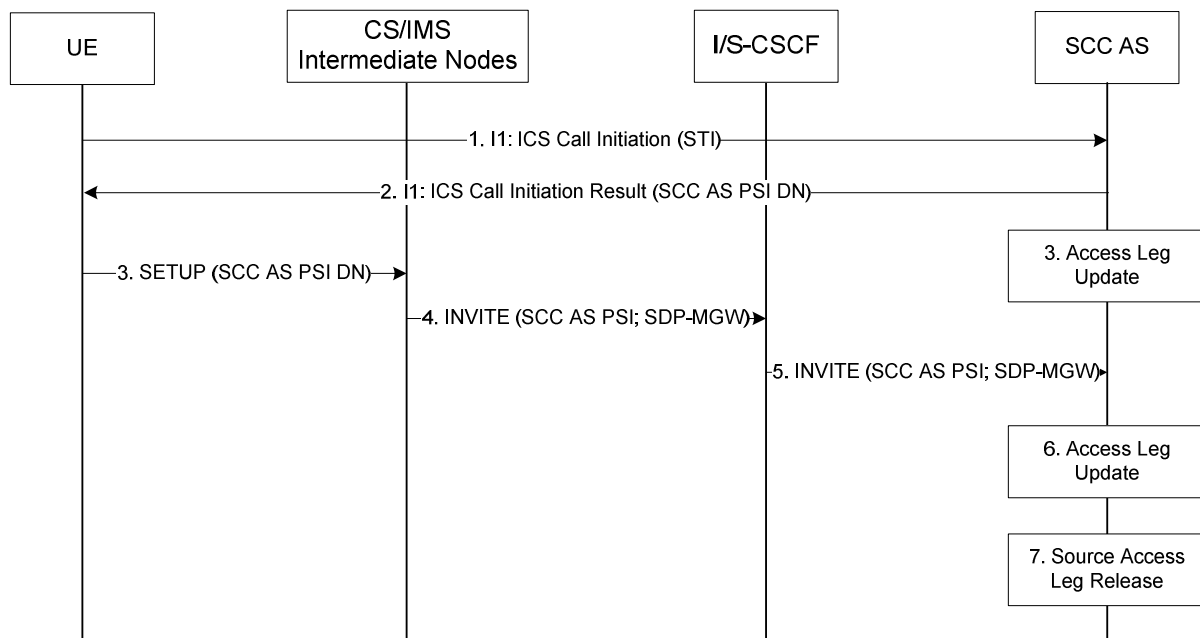 UE
CS/IMS
Intermediate Nodes
I/S-CSCF
SCC AS
1. I1: ICS Call Initiation (STI)
2. I1: ICS Call Initiation Result (SCC AS PSI DN)
3. Access Leg
Update
3. SETUP (SCC AS PSI DN)
4. INVITE (SCC AS PSI; SDP-MGW)
5. INVITE (SCC AS PSI; SDP-MGW)
6. Access Leg
Update
7. Source Access
Leg Release